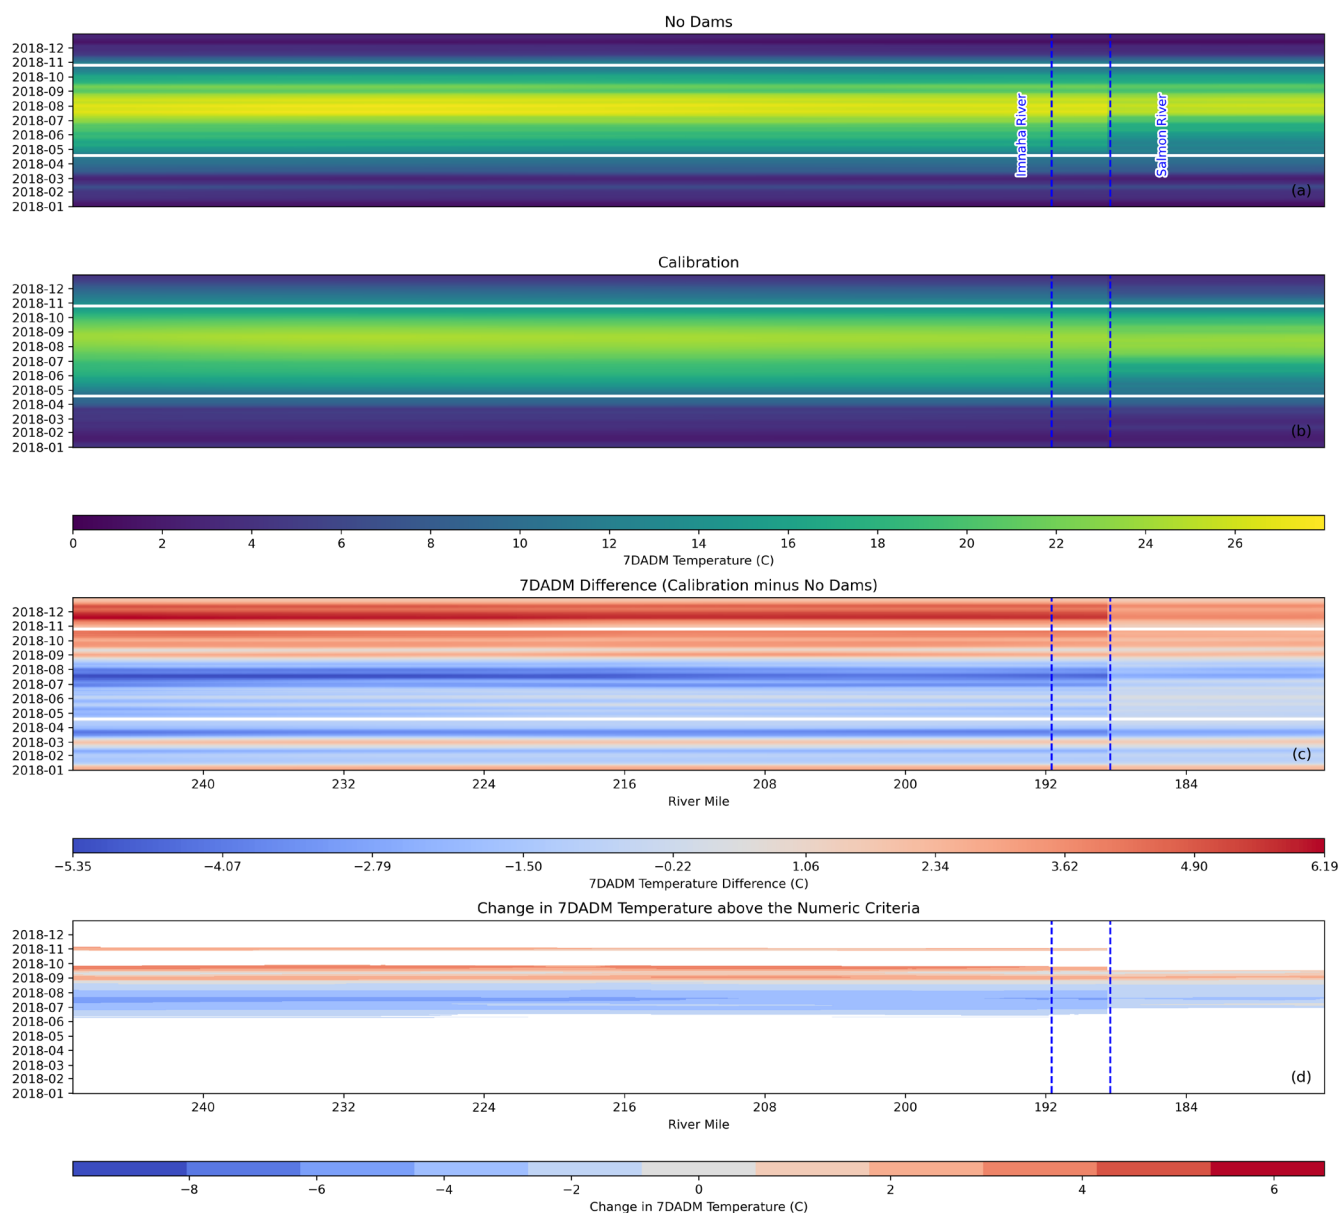 No Dams
2018-12
2018-11
2018-10
2018-09
2018-08
2018-07
2018-06
2018-05
2018-04
2018-03
2018-02
2018-01
Imnaha River
Salmon River
(a)
Calibration
2018-12
2018-11
2018-10
2018-09
2018-08
2018-07
2018-06
2018-05
2018-04
2018-03
2018-02
2018-01
(b)
0 2 4 6 8 10 12 14 16 18 20 22 24 26
7DADM Temperature (C)
7DADM Difference (Calibration minus No Dams)
2018-12
2018-11
2018-10
2018-09
2018-08
2018-07
2018-06
2018-05
2018-04
2018-03
2018-02
2018-01
(c)
240 232 224 216 208 200 192 184
River Mile
−5.35 −4.07 −2.79 −1.50 −0.22 1.06 2.34 3.62 4.90 6.19
7DADM Temperature Difference (C)
Change in 7DADM Temperature above the Numeric Criteria
2018-12
2018-11
2018-10
2018-09
2018-08
2018-07
2018-06
2018-05
2018-04
2018-03
2018-02
2018-01
(d)
240 232 224 216 208 200 192 184
River Mile
−8 −6 −4 −2 0 2 4 6
Change in 7DADM Temperature (C)